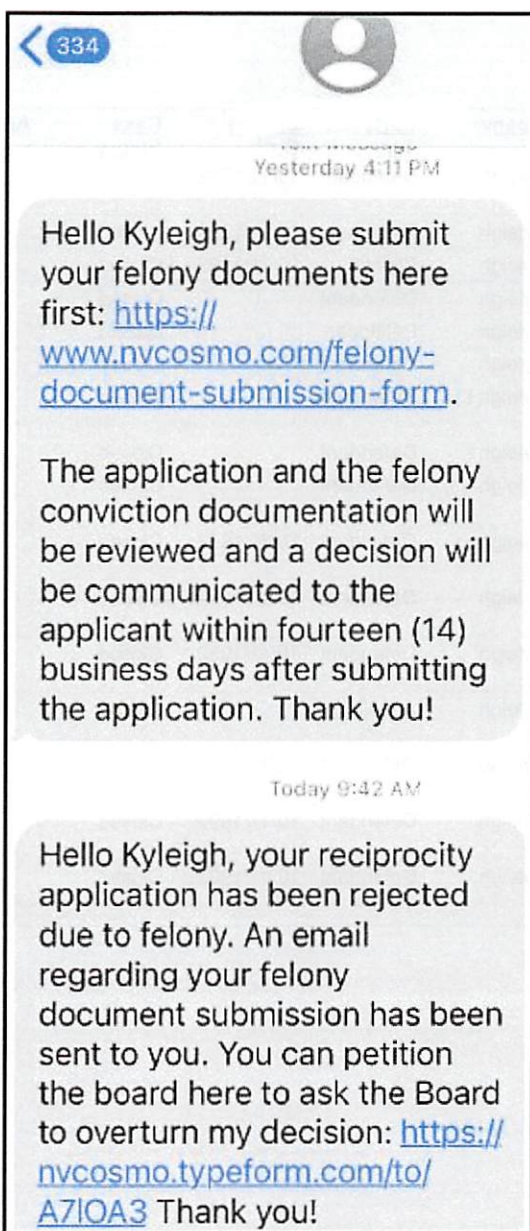 334
Yesterday 4:11 PM
Hello Kyleigh, please submit
your felony documents here
first: https://
www.nvcosmo.com/felony-
document-submission-form.
The application and the felony
conviction documentation will
be reviewed and a decision will
be communicated to the
applicant within fourteen (14)
business days after submitting
the application. Thank you!
Today 9:42 AM
Hello Kyleigh, your reciprocity
application has been rejected
due to felony. An email
regarding your felony
document submission has been
sent to you. You can petition
the board here to ask the Board
to overturn my decision: https://
nvcosmo.typeform.com/to/
A7IOA3 Thank you!